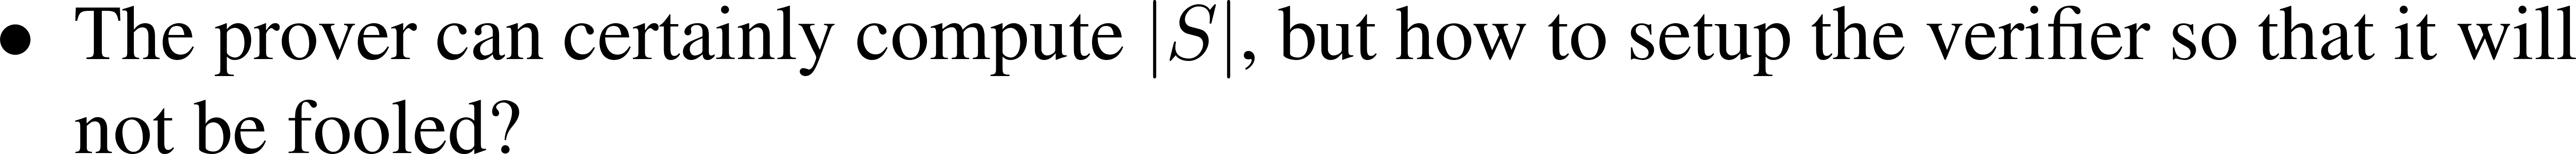 • The prover can certainly compute |S|, but how to setup the verifier so that it will
not be fooled?